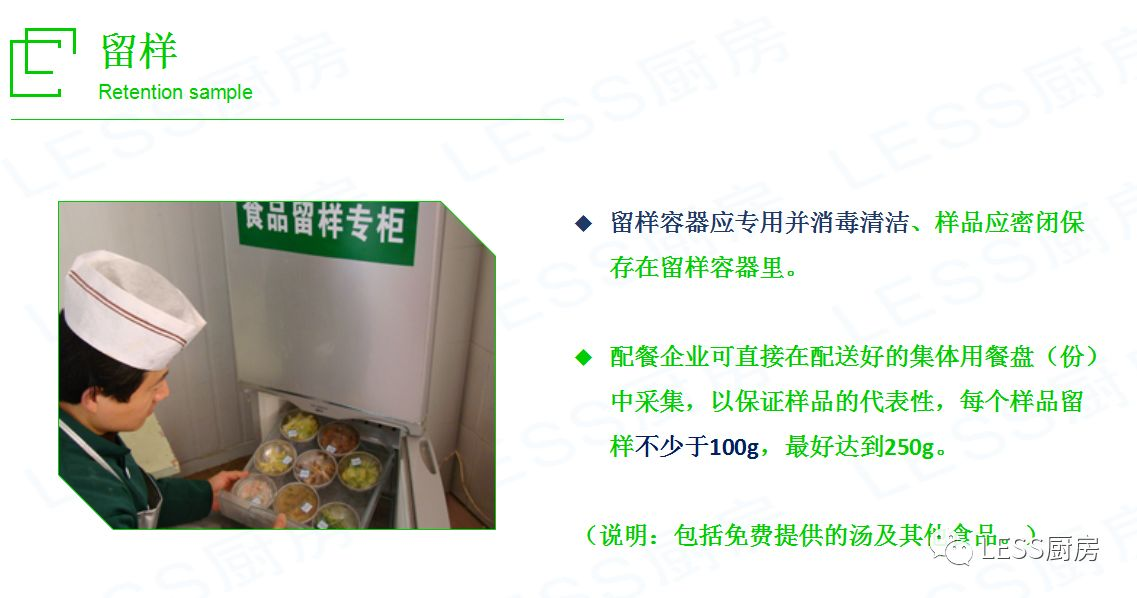 留样
Retention sample
食品留样专柜
留样容器应专用并消毒清洁、样品应密闭保
存在留样容器里。
配餐企业可直接在配送好的集体用餐盘（份）
中采集，以保证样品的代表性，每个样品留
样不少于100g，最好达到250g。
（说明：包括免费提供的汤及其他食品。）
LESS厨房